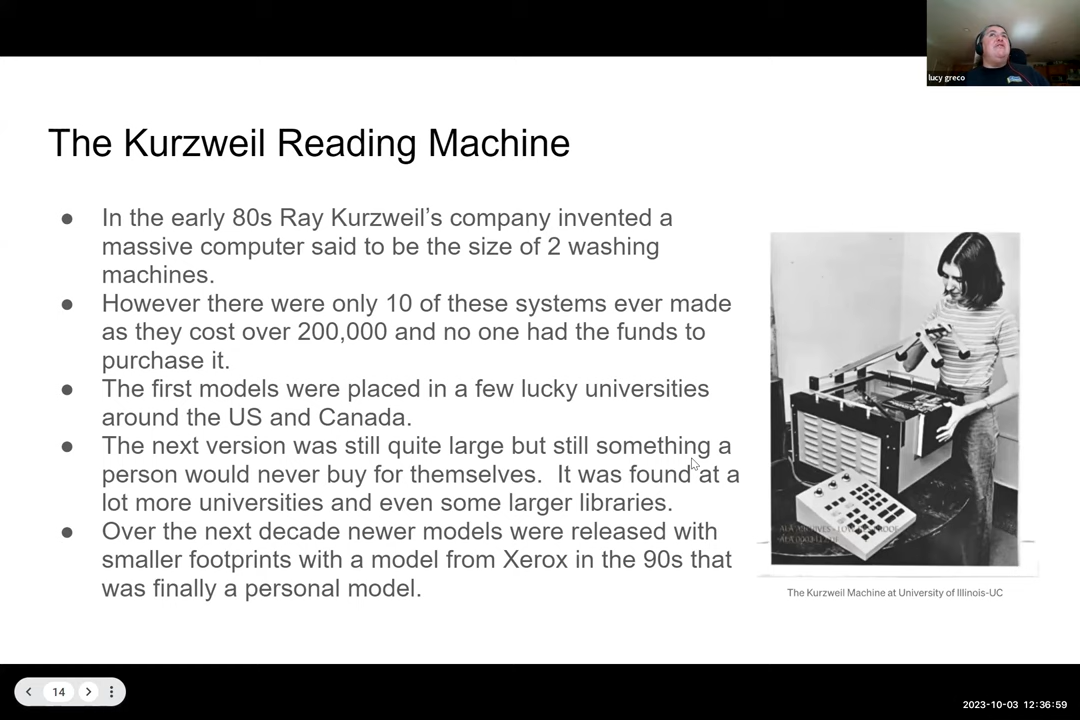 lucy greco
The Kurzweil Reading Machine
● In the early 80s Ray Kurzweil’s company invented a
massive computer said to be the size of 2 washing
machines.
● However there were only 10 of these systems ever made
as they cost over 200,000 and no one had the funds to
purchase it.
● The first models were placed in a few lucky universities
around the US and Canada.
● The next version was still quite large but still something a
person would never buy for themselves.  It was found at a
lot more universities and even some larger libraries.
● Over the next decade newer models were released with
smaller footprints with a model from Xerox in the 90s that
was finally a personal model.
ALA ARCHIVES
The Kurzweil Machine at University of Illinois-UC
14
2023-10-03 12:36:59